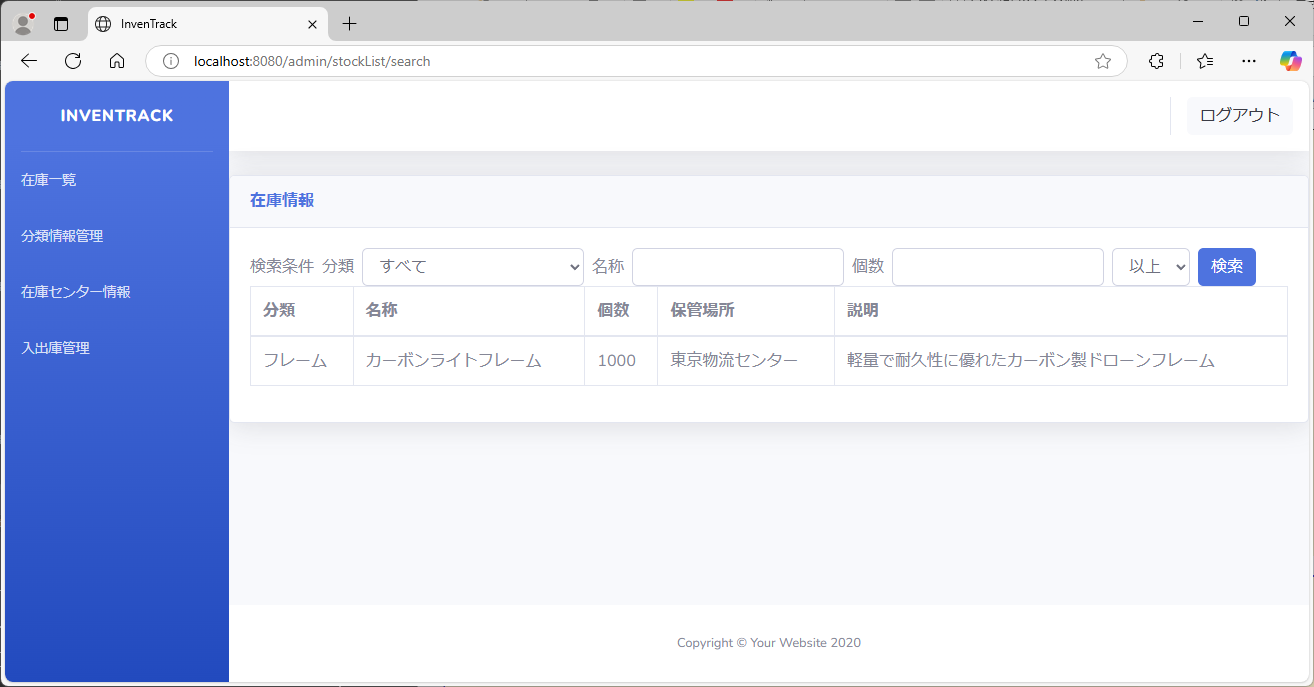 InvenTrack
localhost:8080/admin/stockList/search
INVENTRACK
ログアウト
在庫一覧
分類情報管理
在庫センター情報
入出庫管理
在庫情報
検索条件 分類 すべて 名称 個数 以上 検索
分類 名称 個数 保管場所 説明
フレーム カーボンライトフレーム 1000 東京物流センター 軽量で耐久性に優れたカーボン製ドローンフレーム
Copyright © Your Website 2020